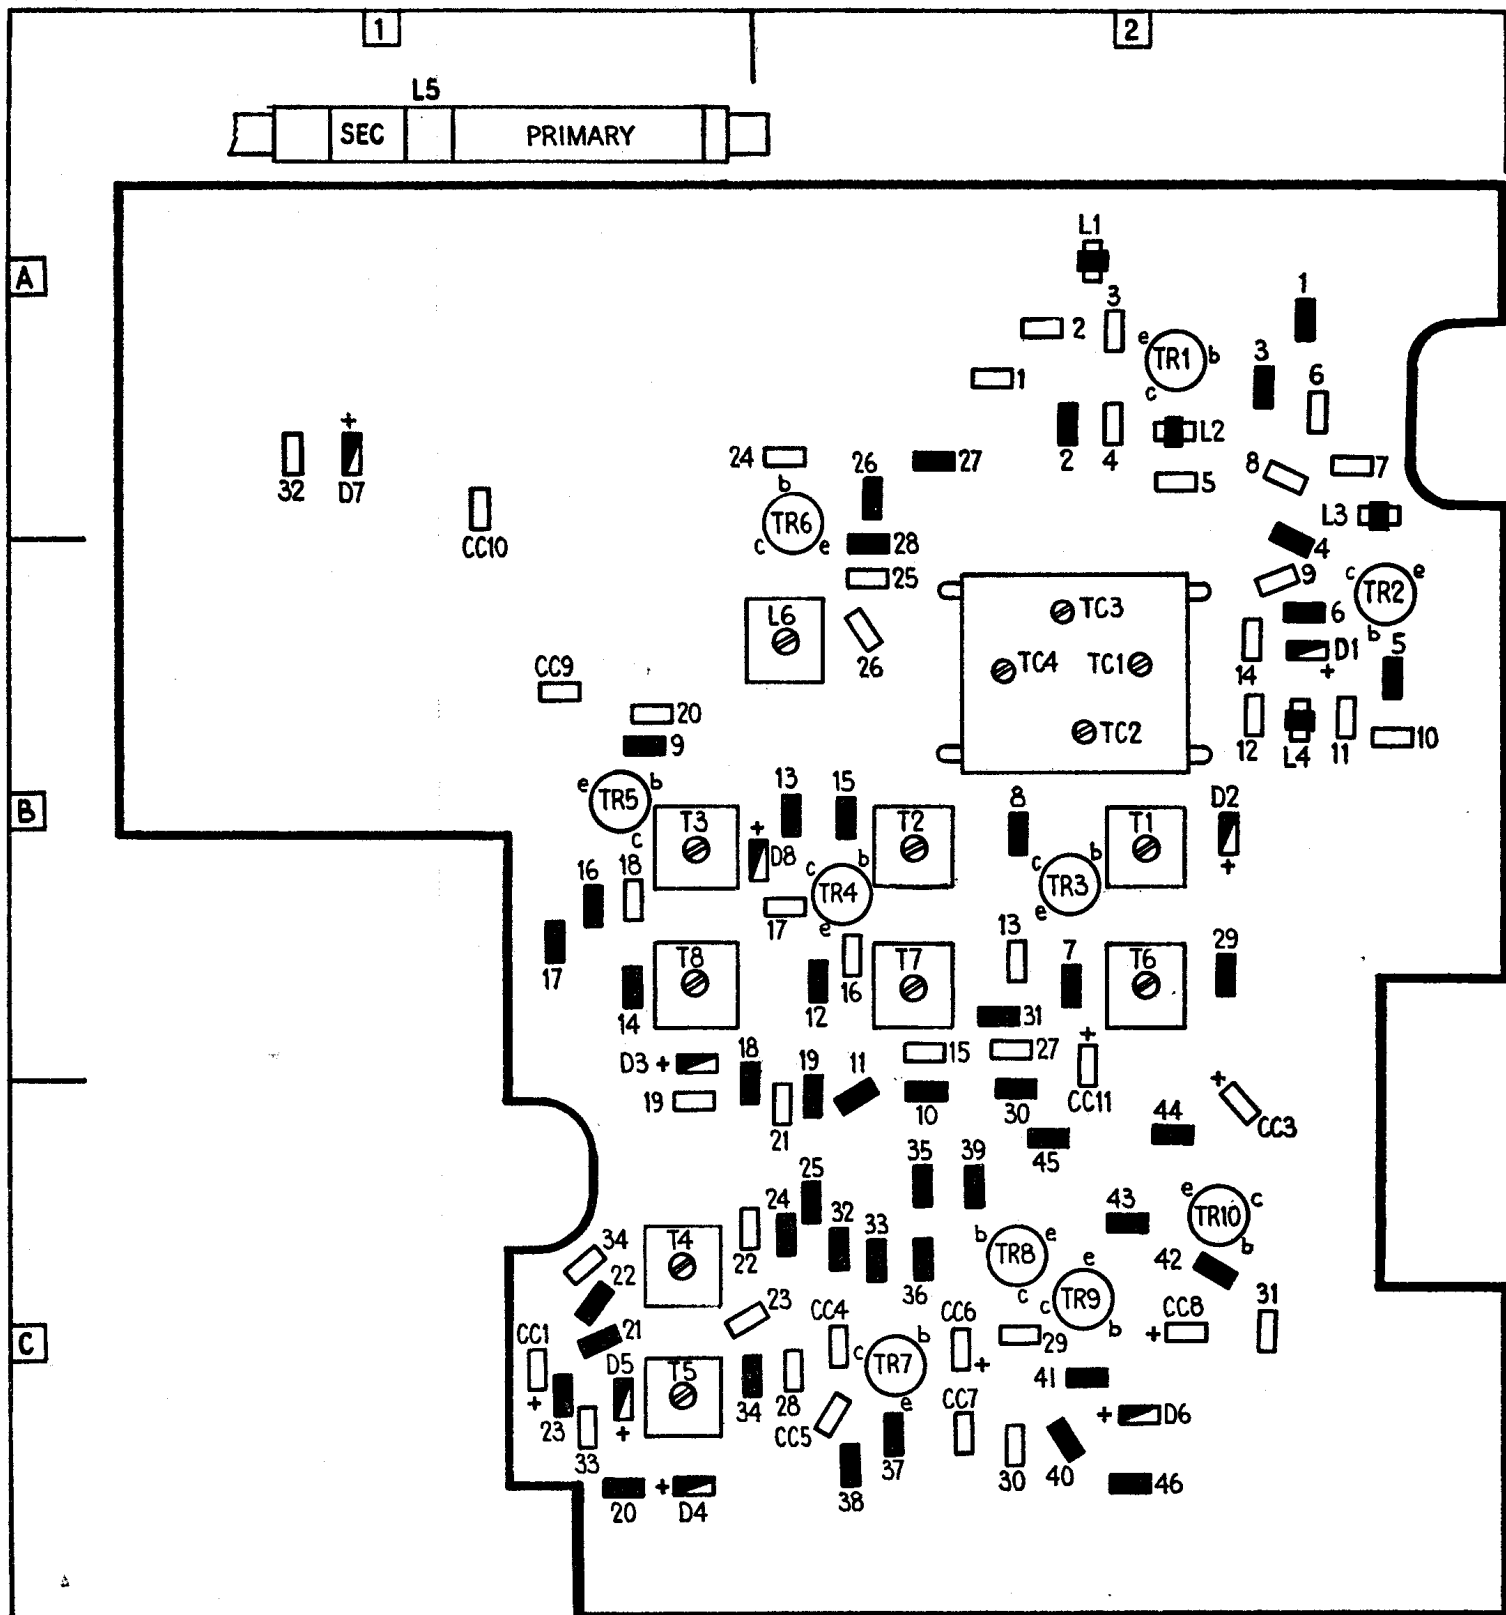 1 2
L5
SEC PRIMARY
L1
A
3 1
2
e TR1 b 3
1 c 6
+
24 26 27 2 4 L2 8 7
b 5
32 D7 L3
TR6
CC10 c e 28 4
25 9 c TR2 e
L6 TC3 6
b 5
D1
26 TC4 TC1 14 +
CC9
20 TC2 12 L4 11 10
9
e b 13 15 8 D2
B TR5 T3 + T2 T1
c D8 c b c b +
16 18 TR4 TR3
17 e e 13 29
17 T8 T7 7 T6
14 12 16 31
+
D3 + 18 19 11 15 27
19 10 30 CC11 +
21 44 CC3
45
25 35 39
24 32 33 43 e TR10 c
34 T4 b TR8 e b
22 22 36 e 42
c c TR9
21 23 CC4 CC6 b CC8 31
C CC1 b + 29
D5 T5 c TR7 + 41
+ 34 28 e CC7 + D6
23 + CC5
33 37 30 40
20 + D4 38 46